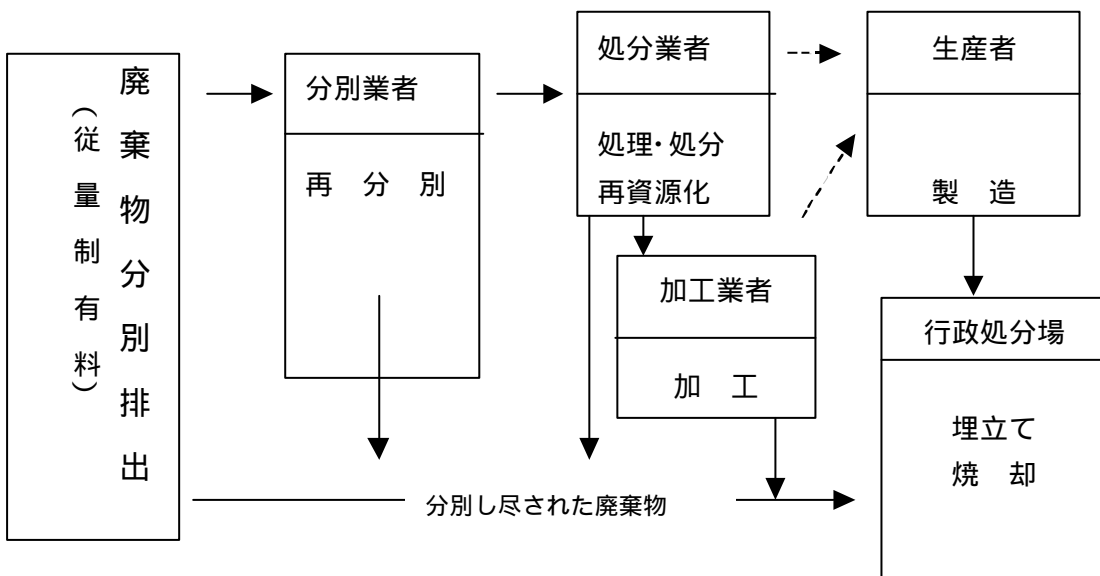 廃棄物分別排出
(従量制有料)
分別業者
再 分 別
処分業者
処理・処分
再資源化
生産者
製 造
加工業者
加 工
行政処分場
埋立て
焼 却
分別し尽された廃棄物